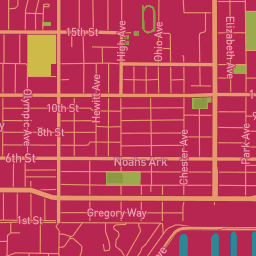 15th St
High Ave
Ohio Ave
Elizabeth Ave
Olympic Ave
Hewitt Ave
10th St
8th St
6th St
Noahs Ark
Chester Ave
Park Ave
Gregory Way
1st St